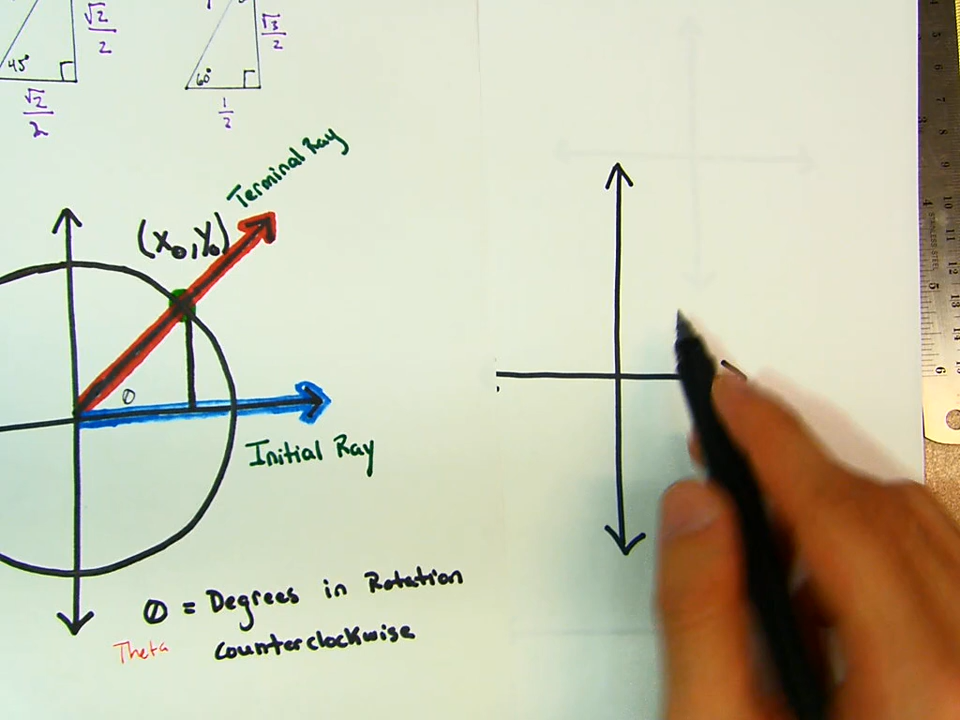 √2/2
√3/2
45°
60°
√2/2
1/2
Terminal Ray
(x₀, y₀)
θ
Initial Ray
θ = Degrees in Rotation
Theta counterclockwise